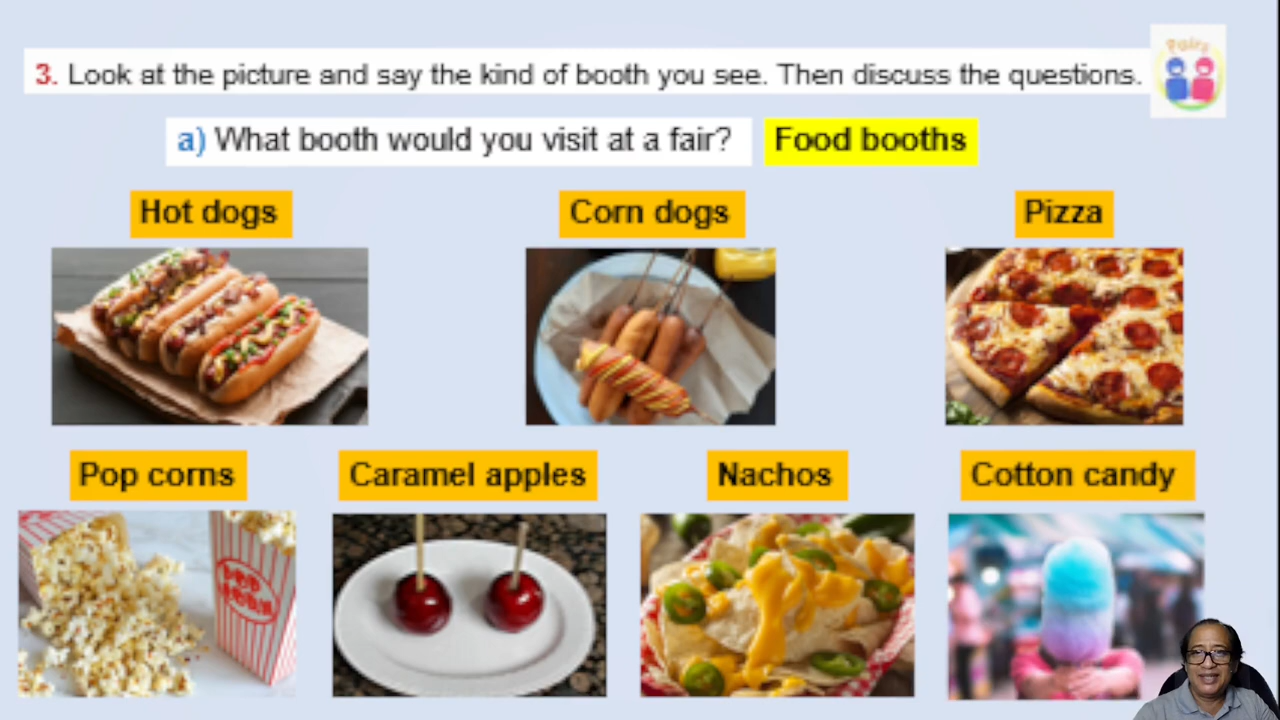 Pairs
3. Look at the picture and say the kind of booth you see. Then discuss the questions.
a) What booth would you visit at a fair? Food booths
Hot dogs Corn dogs Pizza
Pop corns Caramel apples Nachos Cotton candy
POP
CORN